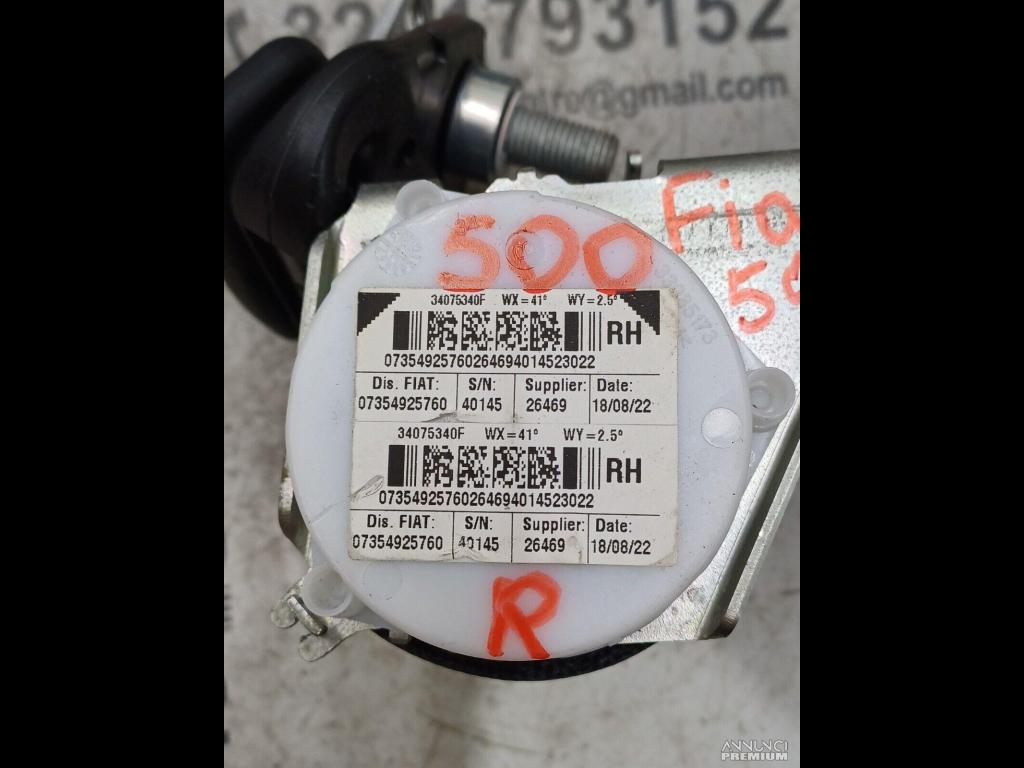 793152
@gmail.com
500
Fia
34075340F WX=41° WY=2.5°
RH
07354925760264694014523022
Dis. FIAT: S/N: Supplier: Date:
07354925760 40145 26469 18/08/22
34075340F WX=41° WY=2.5°
RH
07354925760264694014523022
Dis. FIAT: S/N: Supplier: Date:
07354925760 40145 26469 18/08/22
R
ANNUNCI
PREMIUM